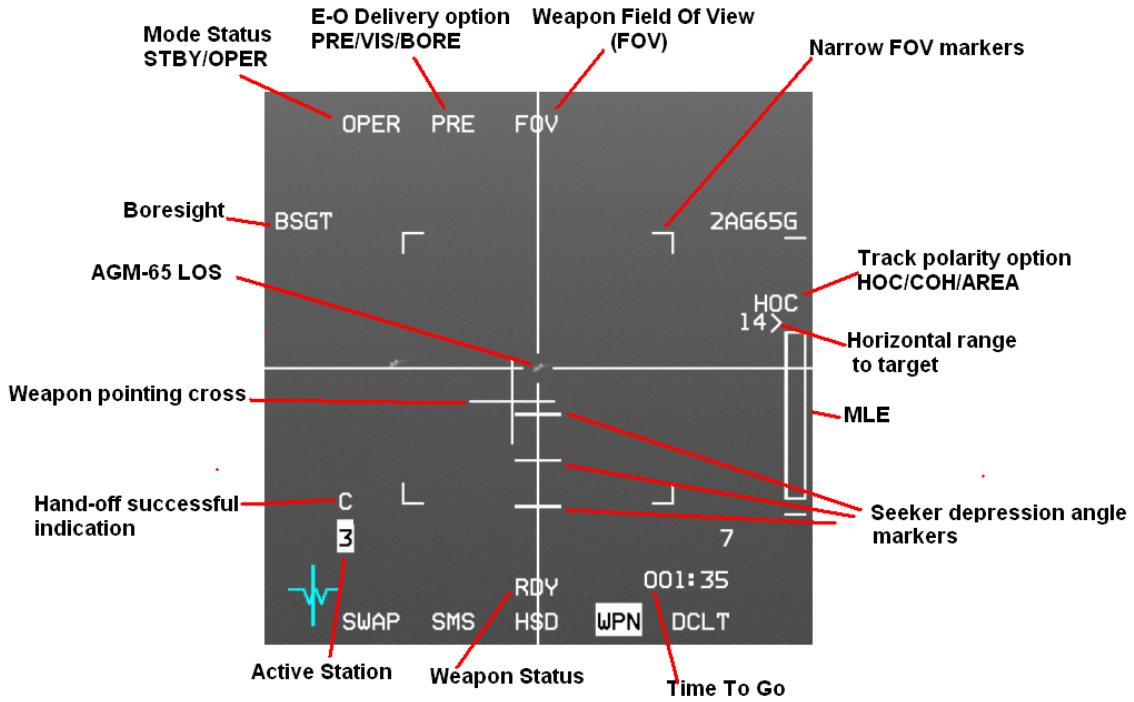 E-O Delivery option
PRE/VIS/BORE
Weapon Field Of View
(FOV)
Mode Status
STBY/OPER
Narrow FOV markers
OPER PRE FOV
Boresight
BSGT
2AG65G
AGM-65 LOS
Track polarity option
HOC/COH/AREA
HOC
14>
Horizontal range
to target
Weapon pointing cross
MLE
Hand-off successful
indication
C
Seeker depression angle
markers
3
7
RDY
001:35
SWAP SMS HSD WPN DCLT
Active Station
Weapon Status
Time To Go